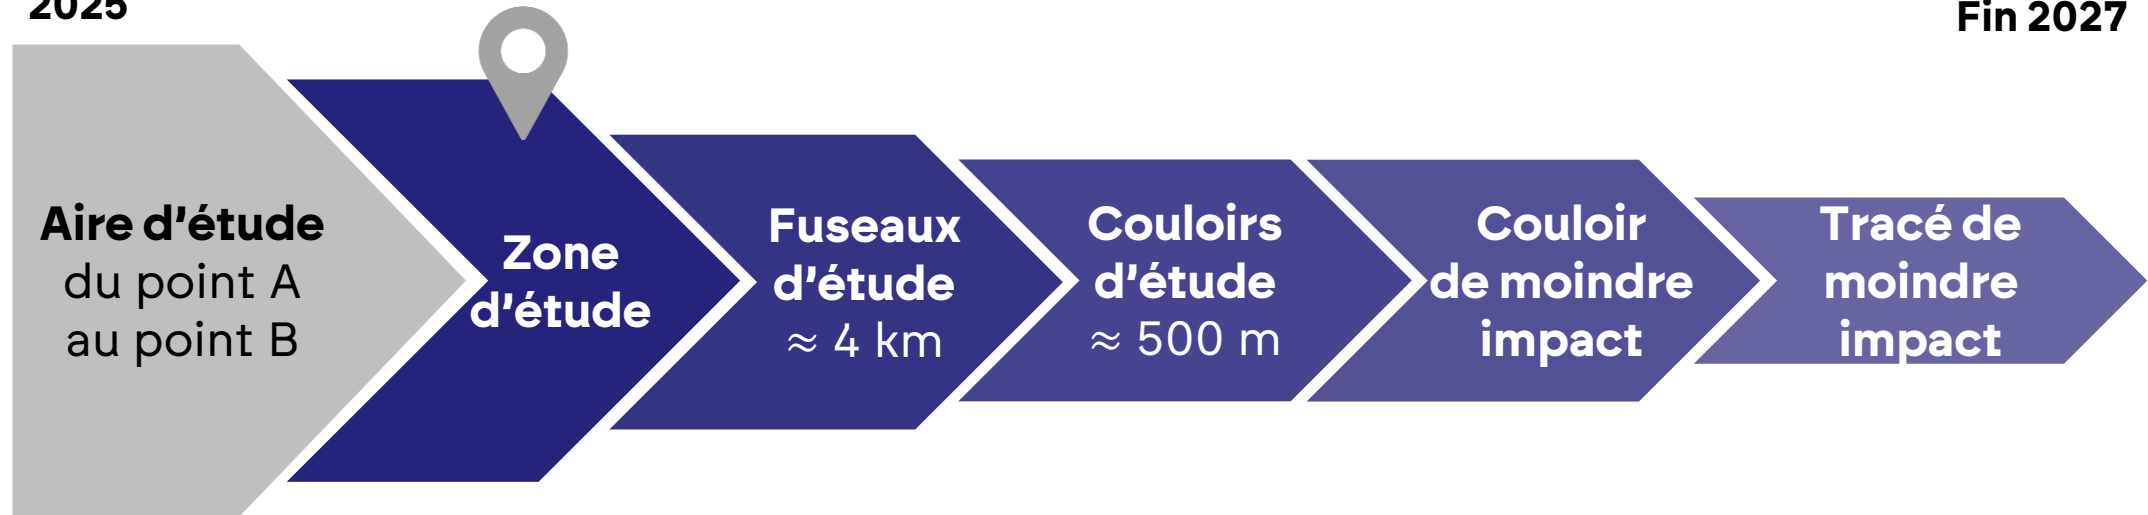 2025
Fin 2027
Aire d'étude
du point A
au point B
Zone
d'étude
Fuseaux
d'étude
≈ 4 km
Couloirs
d'étude
≈ 500 m
Couloir
de moindre
impact
Tracé de
moindre
impact